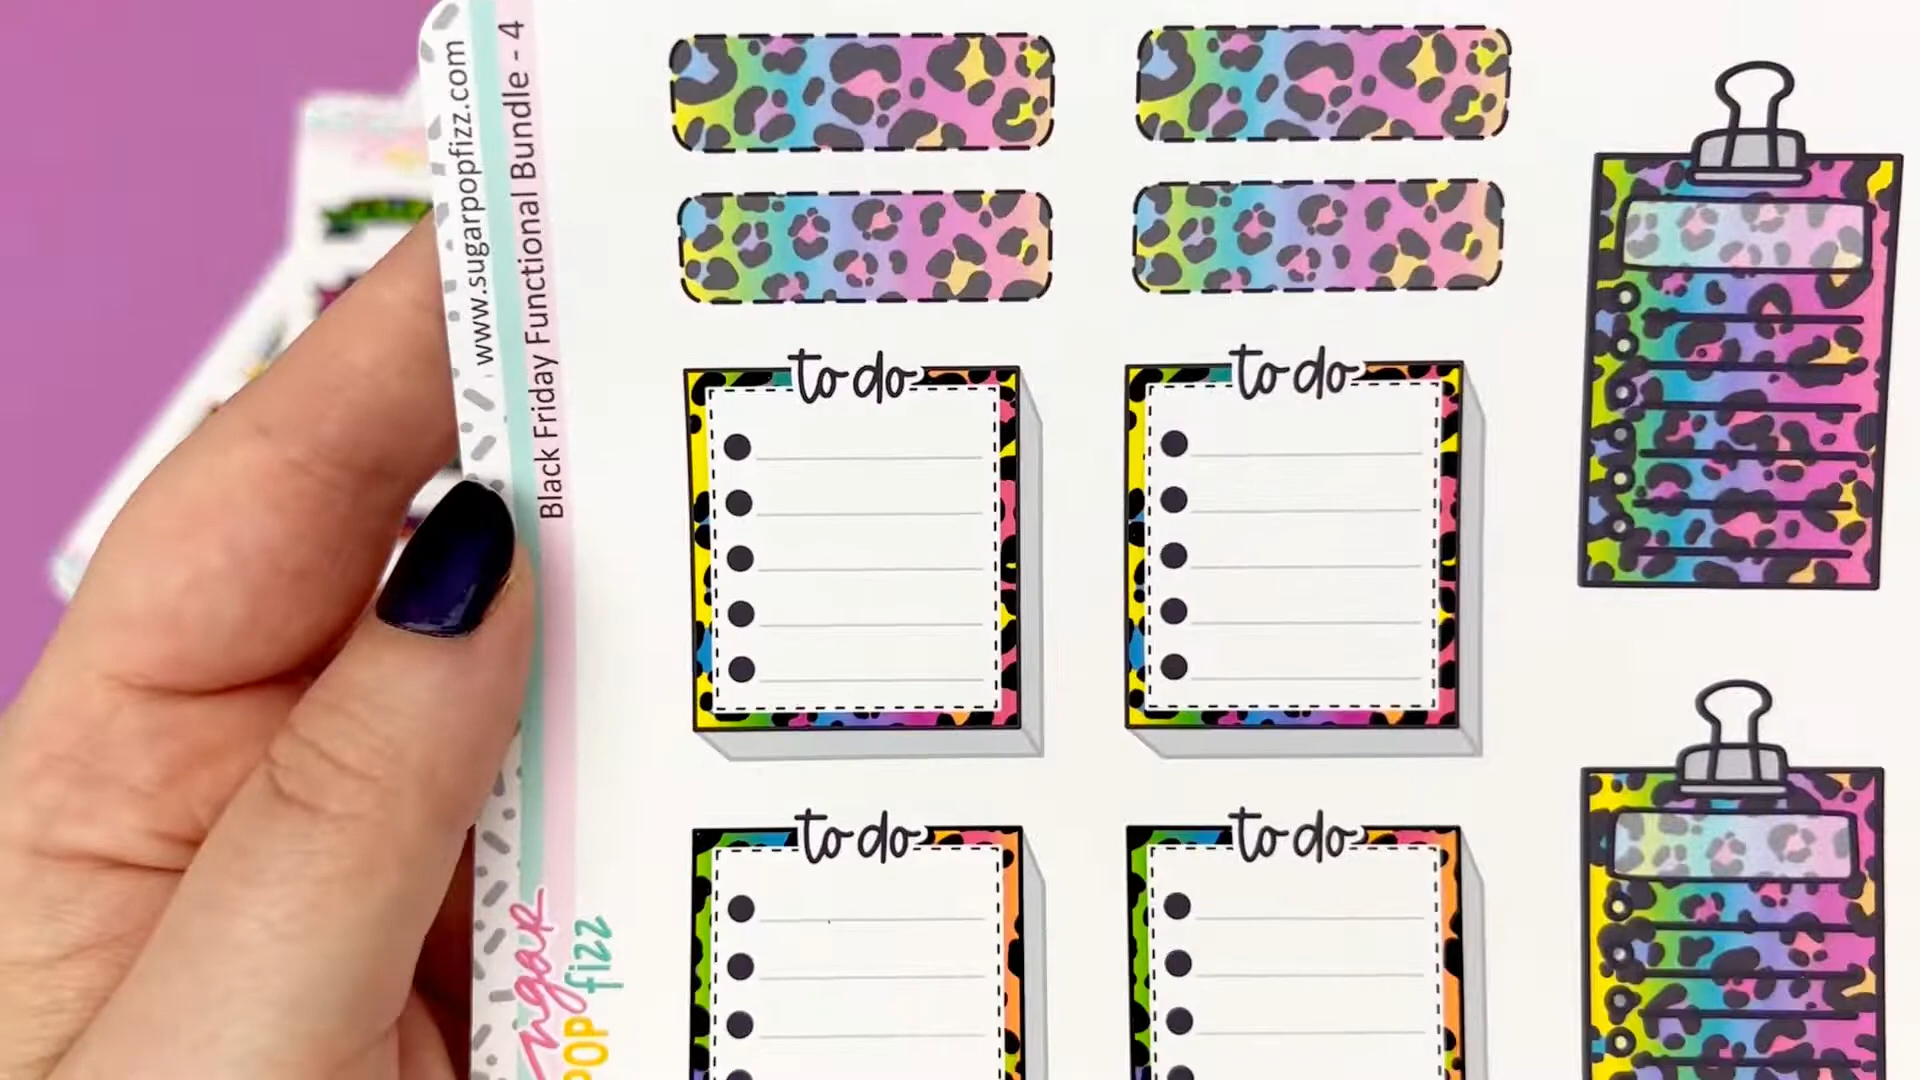 www.sugarpopfizz.com
Black Friday Functional Bundle - 4
sugar
pop
fizz
to do
to do
to do
to do